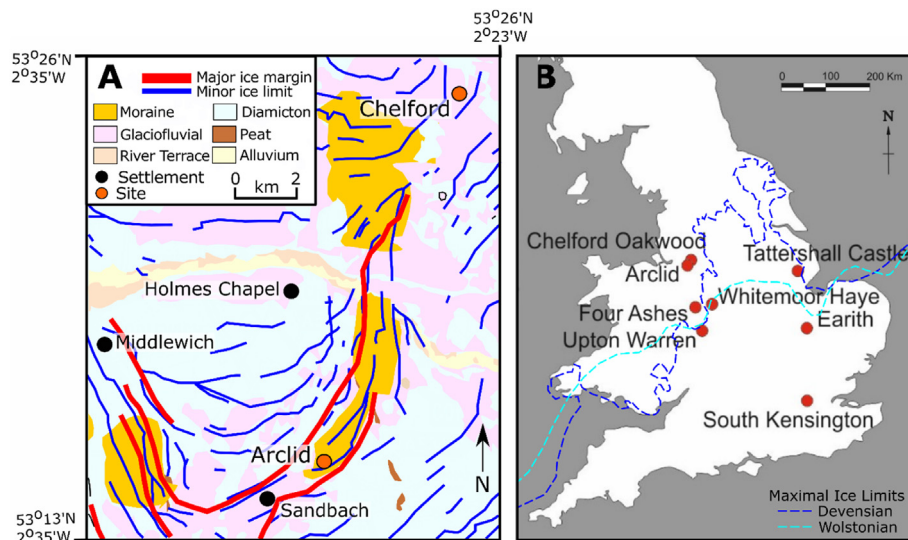 53°26'N
2°23'W
53°26'N
2°35'W
A
Major ice margin
Minor ice limit
Moraine
Diamicton
Glaciofluvial
Peat
River Terrace
Alluvium
Settlement
Site
0 km 2
Chelford
Holmes Chapel
Middlewich
Arclid
Sandbach
N
53°13'N
2°35'W
B
0 100 200 Km
N
Chelford Oakwood
Arclid
Tattershall Castle
Four Ashes
Whitemoor Haye
Earith
Upton Warren
South Kensington
Maximal Ice Limits
Devensian
Wolstonian